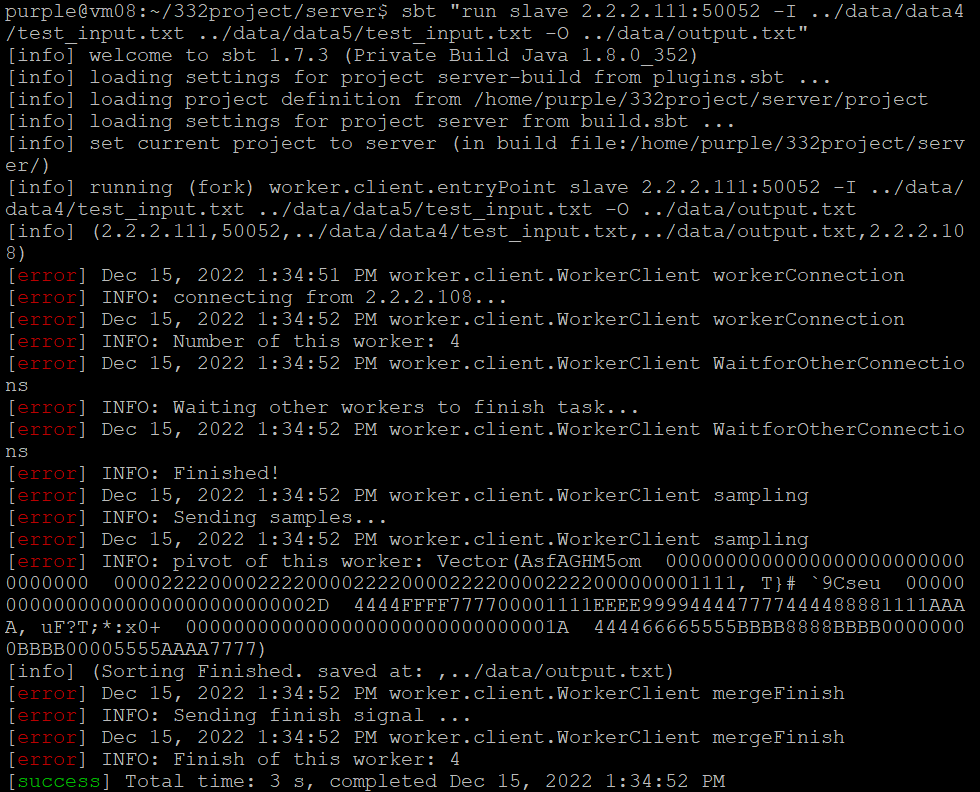 purple@vm08:~/332project/server$ sbt "run slave 2.2.2.111:50052 -I ../data/data4
/test_input.txt ../data/data5/test_input.txt -O ../data/output.txt"
[info] welcome to sbt 1.7.3 (Private Build Java 1.8.0_352)
[info] loading settings for project server-build from plugins.sbt ...
[info] loading project definition from /home/purple/332project/server/project
[info] loading settings for project server from build.sbt ...
[info] set current project to server (in build file:/home/purple/332project/serv
er/)
[info] running (fork) worker.client.entryPoint slave 2.2.2.111:50052 -I ../data/
data4/test_input.txt ../data/data5/test_input.txt -O ../data/output.txt
[info] (2.2.2.111,50052,../data/data4/test_input.txt,../data/output.txt,2.2.2.10
8)
[error] Dec 15, 2022 1:34:51 PM worker.client.WorkerClient workerConnection
[error] INFO: connecting from 2.2.2.108...
[error] Dec 15, 2022 1:34:52 PM worker.client.WorkerClient workerConnection
[error] INFO: Number of this worker: 4
[error] Dec 15, 2022 1:34:52 PM worker.client.WorkerClient WaitforOtherConnectio
ns
[error] INFO: Waiting other workers to finish task...
[error] Dec 15, 2022 1:34:52 PM worker.client.WorkerClient WaitforOtherConnectio
ns
[error] INFO: Finished!
[error] Dec 15, 2022 1:34:52 PM worker.client.WorkerClient sampling
[error] INFO: Sending samples...
[error] Dec 15, 2022 1:34:52 PM worker.client.WorkerClient sampling
[error] INFO: pivot of this worker: Vector(AsfAGHM5om  0000000000000000000000000
0000000  0000222200002222000022220000222200002222000000001111, T}# `9Cseu  00000
0000000000000000000000002D  4444FFFF777700001111EEEE999944447777444488881111AAA
A, uF?T;*:x0+  0000000000000000000000000000001A  444466665555BBBB8888BBBB0000000
0BBBB00005555AAAA7777)
[info] (Sorting Finished. saved at: ,../data/output.txt)
[error] Dec 15, 2022 1:34:52 PM worker.client.WorkerClient mergeFinish
[error] INFO: Sending finish signal ...
[error] Dec 15, 2022 1:34:52 PM worker.client.WorkerClient mergeFinish
[error] INFO: Finish of this worker: 4
[success] Total time: 3 s, completed Dec 15, 2022 1:34:52 PM